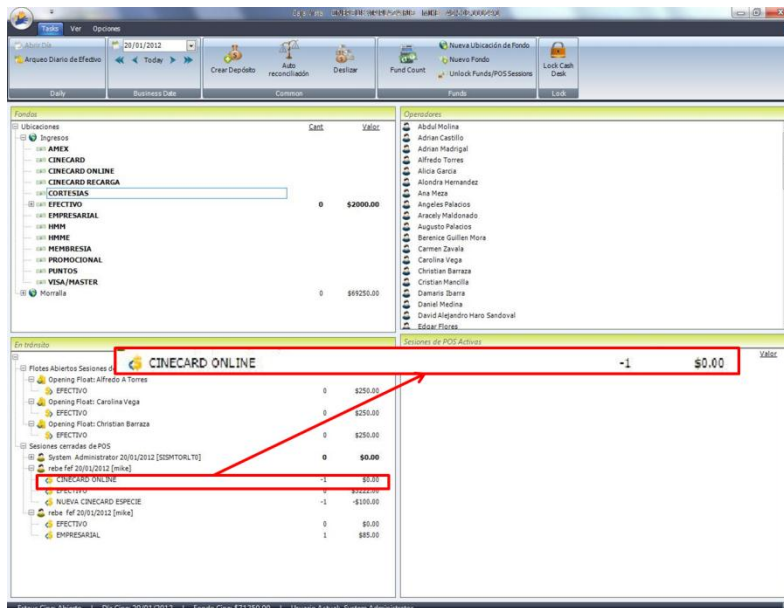 Tasks Ver Opciones
Abrir Día
Arqueo Diario de Efectivo
Daily
20/01/2012
Today
Business Date
Crear Depósito
Auto reconciliación
Deslizar
Common
Fund Count
Nueva Ubicación de Fondo
Nuevo Fondo
Unlock Funds/POS Sessions
Funds
Lock Cash Desk
Lock
Fondos
Ubicaciones Cant Valor
Ingresos
AMEX
CINECARD
CINECARD ONLINE
CINECARD RECARGA
CORTESIAS
EFECTIVO 0 $2000.00
EMPRESARIAL
HMM
HMME
MEMBRESIA
PROMOCIONAL
PUNTOS
VISA/MASTER
Morralla 0 $69250.00
Operadores
Abdul Molina
Adrian Castillo
Adrian Madrigal
Alfredo Torres
Alicia Garcia
Alondra Hernandez
Ana Meza
Angeles Palacios
Aracely Maldonado
Augusto Palacios
Berenice Guillen Mora
Carmen Zavala
Carolina Vega
Christian Barraza
Cristian Mancilla
Damaris Ibarra
Daniel Medina
David Alejandro Haro Sandoval
Edgar Flores
En tránsito
Sesiones de POS Activas
Valor
CINECARD ONLINE -1 $0.00
Flotes Abiertos Sesiones
Opening Float: Alfredo A Torres
EFECTIVO 0 $250.00
Opening Float: Carolina Vega
EFECTIVO 0 $250.00
Opening Float: Christian Barraza
EFECTIVO 0 $250.00
Sesiones cerradas de POS
System Administrator 20/01/2012 [SISMTORLT0] 0 $0.00
rebe fef 20/01/2012 [mike]
CINECARD ONLINE -1 $0.00
EFECTIVO 0
NUEVA CINECARD ESPECIE -1 -$100.00
rebe fef 20/01/2012 [mike]
EFECTIVO 0 $0.00
EMPRESARIAL 1 $85.00